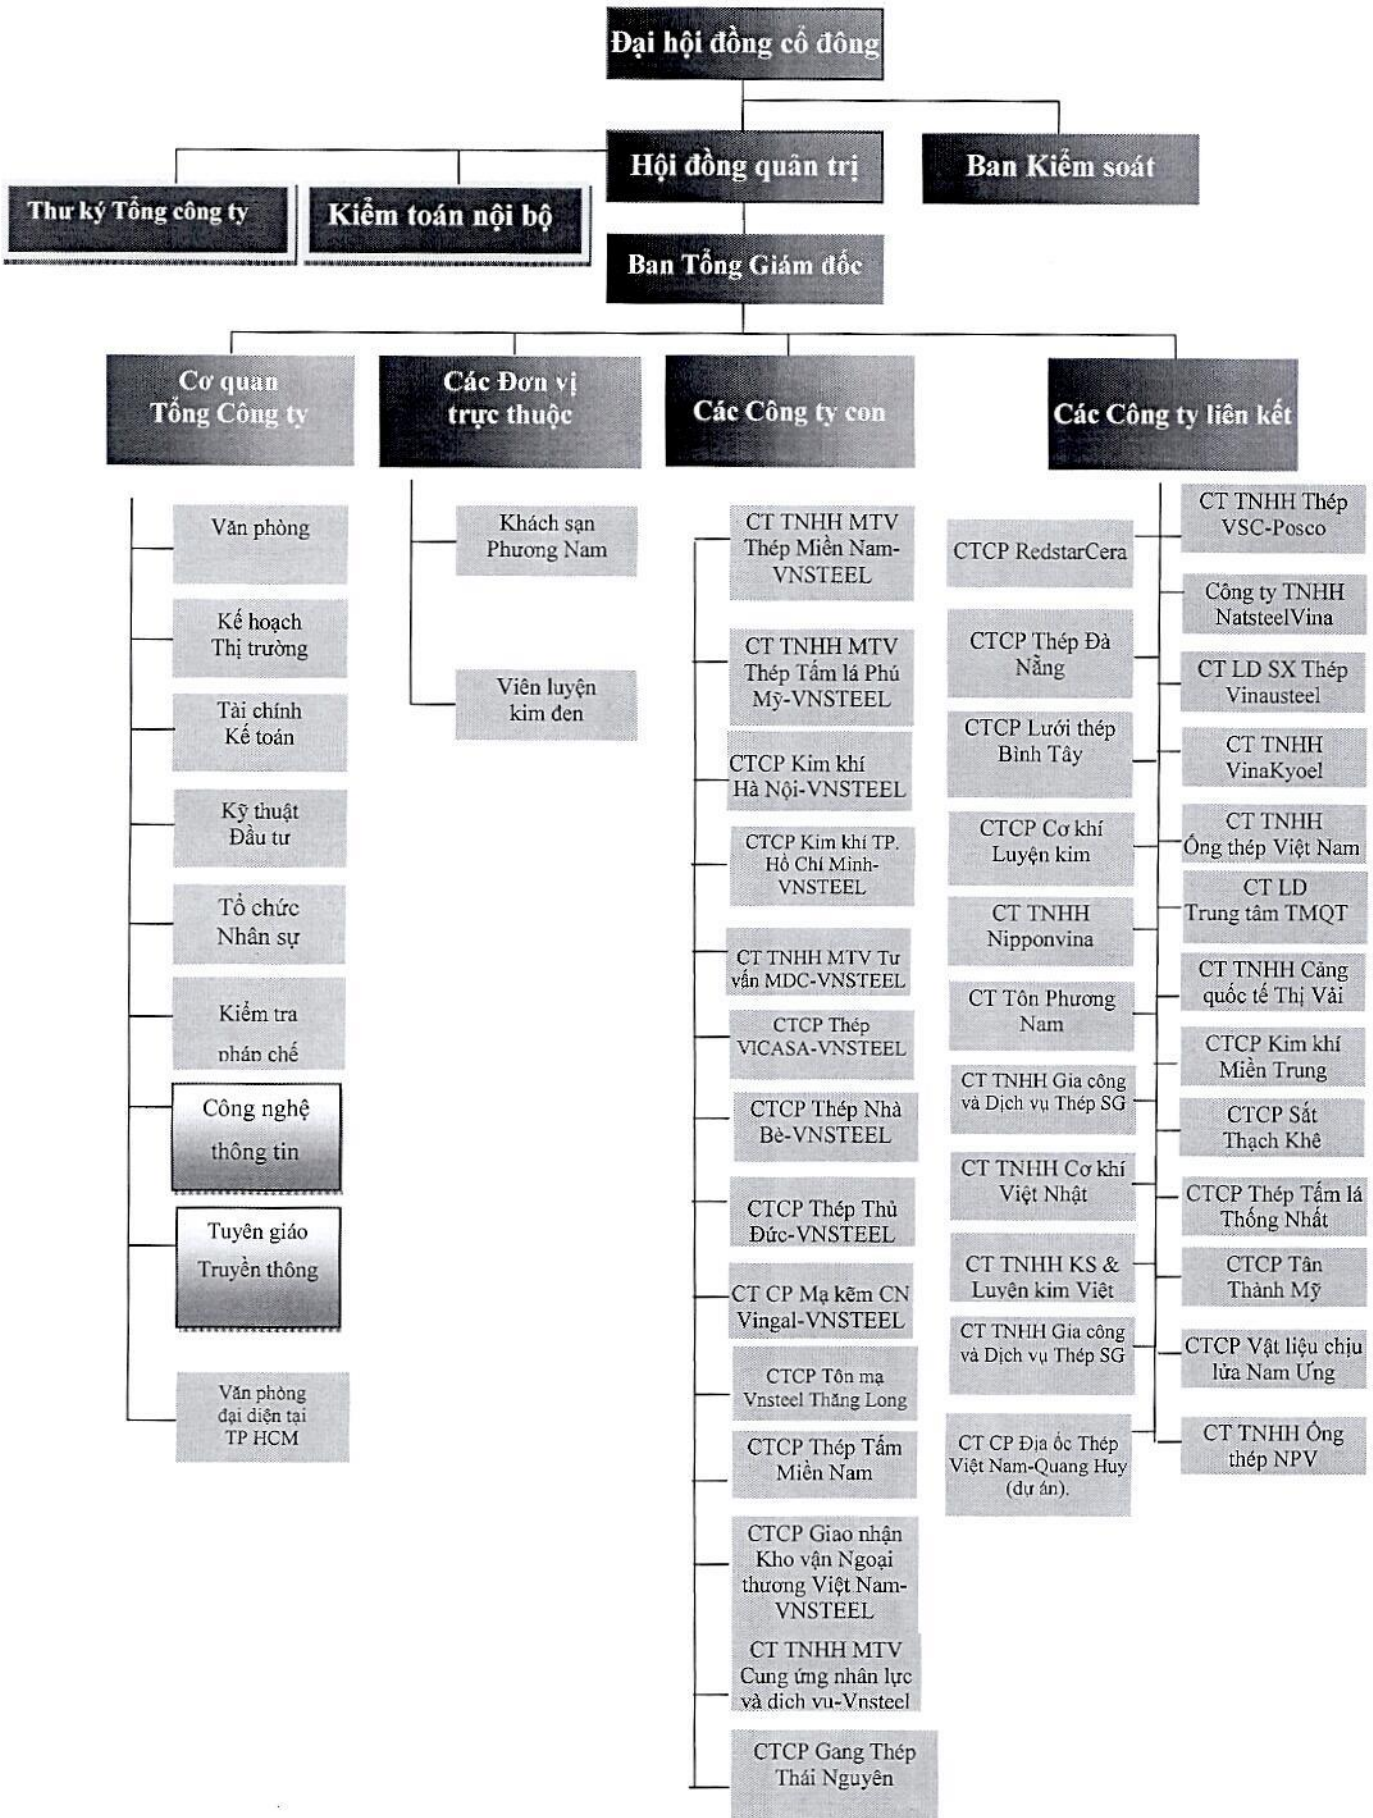 Đại hội đồng cổ đông
Hội đồng quản trị
Ban Kiểm soát
Thư ký Tổng công ty
Kiểm toán nội bộ
Ban Tổng Giám đốc
Cơ quan
Tổng Công ty
Các Đơn vị
trực thuộc
Các Công ty con
Các Công ty liên kết
Văn phòng
Kế hoạch
Thị trường
Tài chính
Kế toán
Kỹ thuật
Đầu tư
Tổ chức
Nhân sự
Kiểm tra
pháp chế
Công nghệ
thông tin
Tuyên giáo
Truyền thông
Văn phòng
đại diện tại
TP HCM
Khách sạn
Phương Nam
Viên luyện
kim đen
CT TNHH MTV
Thép Miền Nam-
VNSTEEL
CT TNHH MTV
Thép Tấm lá Phú
Mỹ-VNSTEEL
CTCP Kim khí
Hà Nội-VNSTEEL
CTCP Kim khí TP.
Hồ Chí Minh-
VNSTEEL
CT TNHH MTV Tư
vấn MDC-VNSTEEL
CTCP Thép
VICASA-VNSTEEL
CTCP Thép Nhà
Bè-VNSTEEL
CTCP Thép Thủ
Đức-VNSTEEL
CT CP Mạ kẽm CN
Vingal-VNSTEEL
CTCP Tôn mạ
Vnsteel Thăng Long
CTCP Thép Tấm
Miền Nam
CTCP Giao nhận
Kho vận Ngoại
thương Việt Nam-
VNSTEEL
CT TNHH MTV
Cung ứng nhân lực
và dich vu-Vnsteel
CTCP Gang Thép
Thái Nguyên
CTCP RedstarCera
CTCP Thép Đà
Nẵng
CTCP Lưới thép
Bình Tây
CTCP Cơ khí
Luyện kim
CT TNHH
Nipponvina
CT Tôn Phương
Nam
CT TNHH Gia công
và Dịch vụ Thép SG
CT TNHH Cơ khí
Việt Nhật
CT TNHH KS &
Luyên kim Viêt
CT TNHH Gia công
và Dịch vụ Thép SG
CT CP Địa ốc Thép
Việt Nam-Quang Huy
(dự án).
CT TNHH Thép
VSC-Posco
Công ty TNHH
NatsteelVina
CT LD SX Thép
Vinausteel
CT TNHH
VinaKyoel
CT TNHH
Ống thép Việt Nam
CT LD
Trung tâm TMQT
CT TNHH Cảng
quốc tế Thị Vải
CTCP Kim khí
Miền Trung
CTCP Sắt
Thạch Khê
CTCP Thép Tấm lá
Thống Nhất
CTCP Tân
Thành Mỹ
CTCP Vật liệu chịu
lửa Nam Ưng
CT TNHH Ống
thép NPV